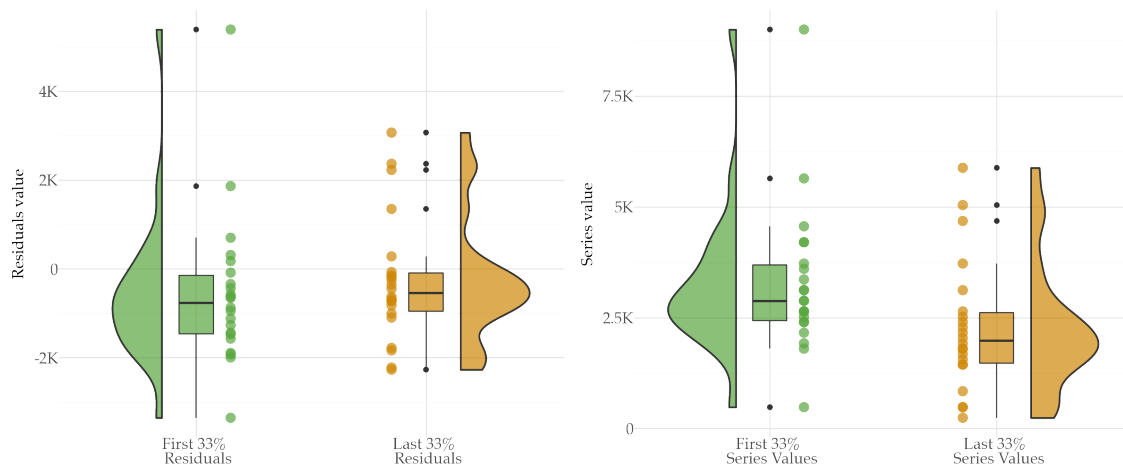 Residuals value
4K
2K
0
-2K
First 33%
Residuals
Last 33%
Residuals
Series value
7.5K
5K
2.5K
0
First 33%
Series Values
Last 33%
Series Values